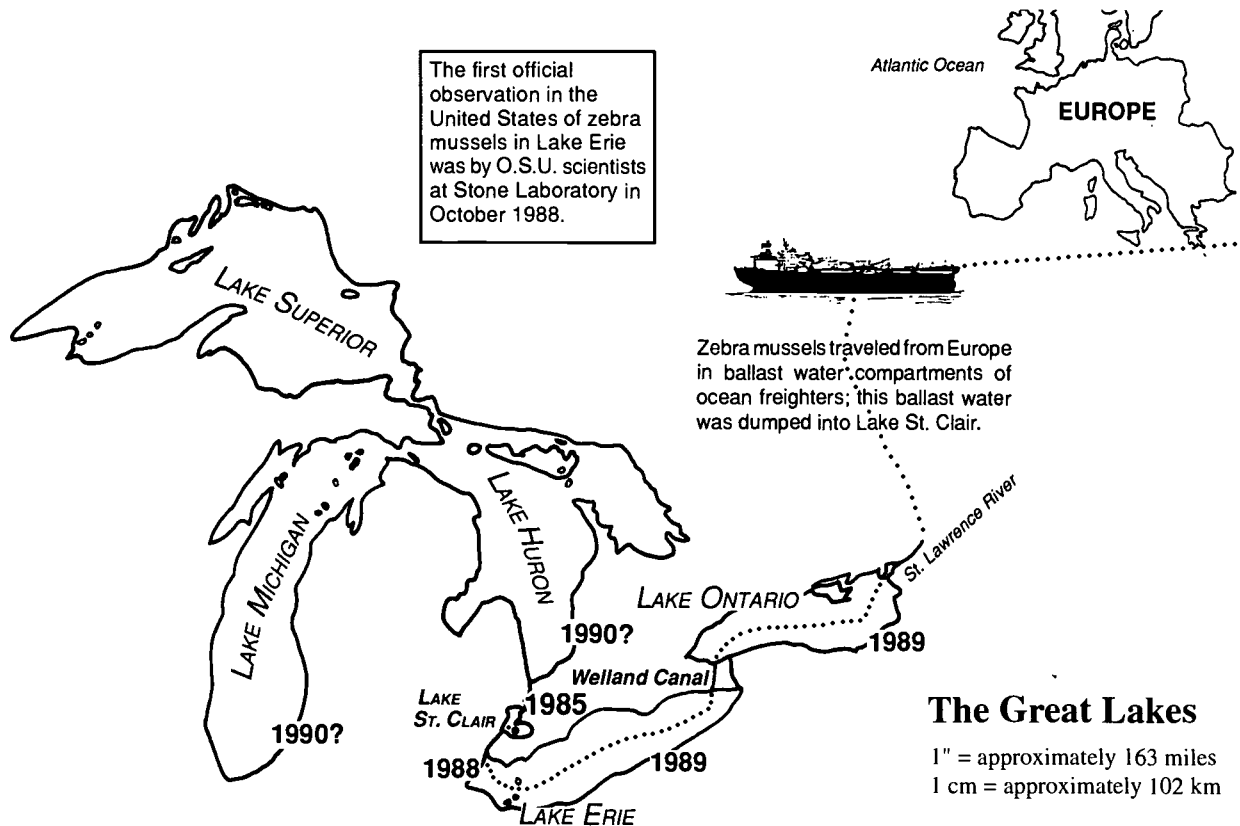 Atlantic Ocean
EUROPE
The first official
observation in the
United States of zebra
mussels in Lake Erie
was by O.S.U. scientists
at Stone Laboratory in
October 1988.
LAKE SUPERIOR
Zebra mussels traveled from Europe
in ballast water compartments of
ocean freighters; this ballast water
was dumped into Lake St. Clair.
LAKE MICHIGAN
LAKE HURON
St. Lawrence River
LAKE ONTARIO
1990?
1989
Welland Canal
LAKE
ST. CLAIR
1985
1990?
1988
1989
LAKE ERIE
The Great Lakes
1" = approximately 163 miles
1 cm = approximately 102 km